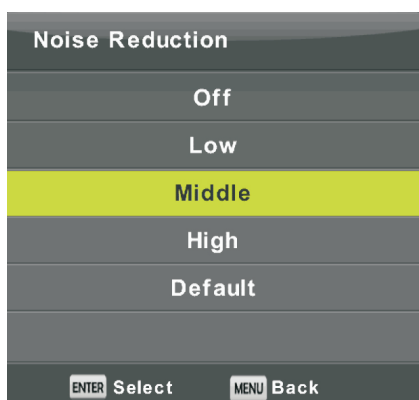 Noise Reduction
Off
Low
Middle
High
Default
ENTER Select MENU Back